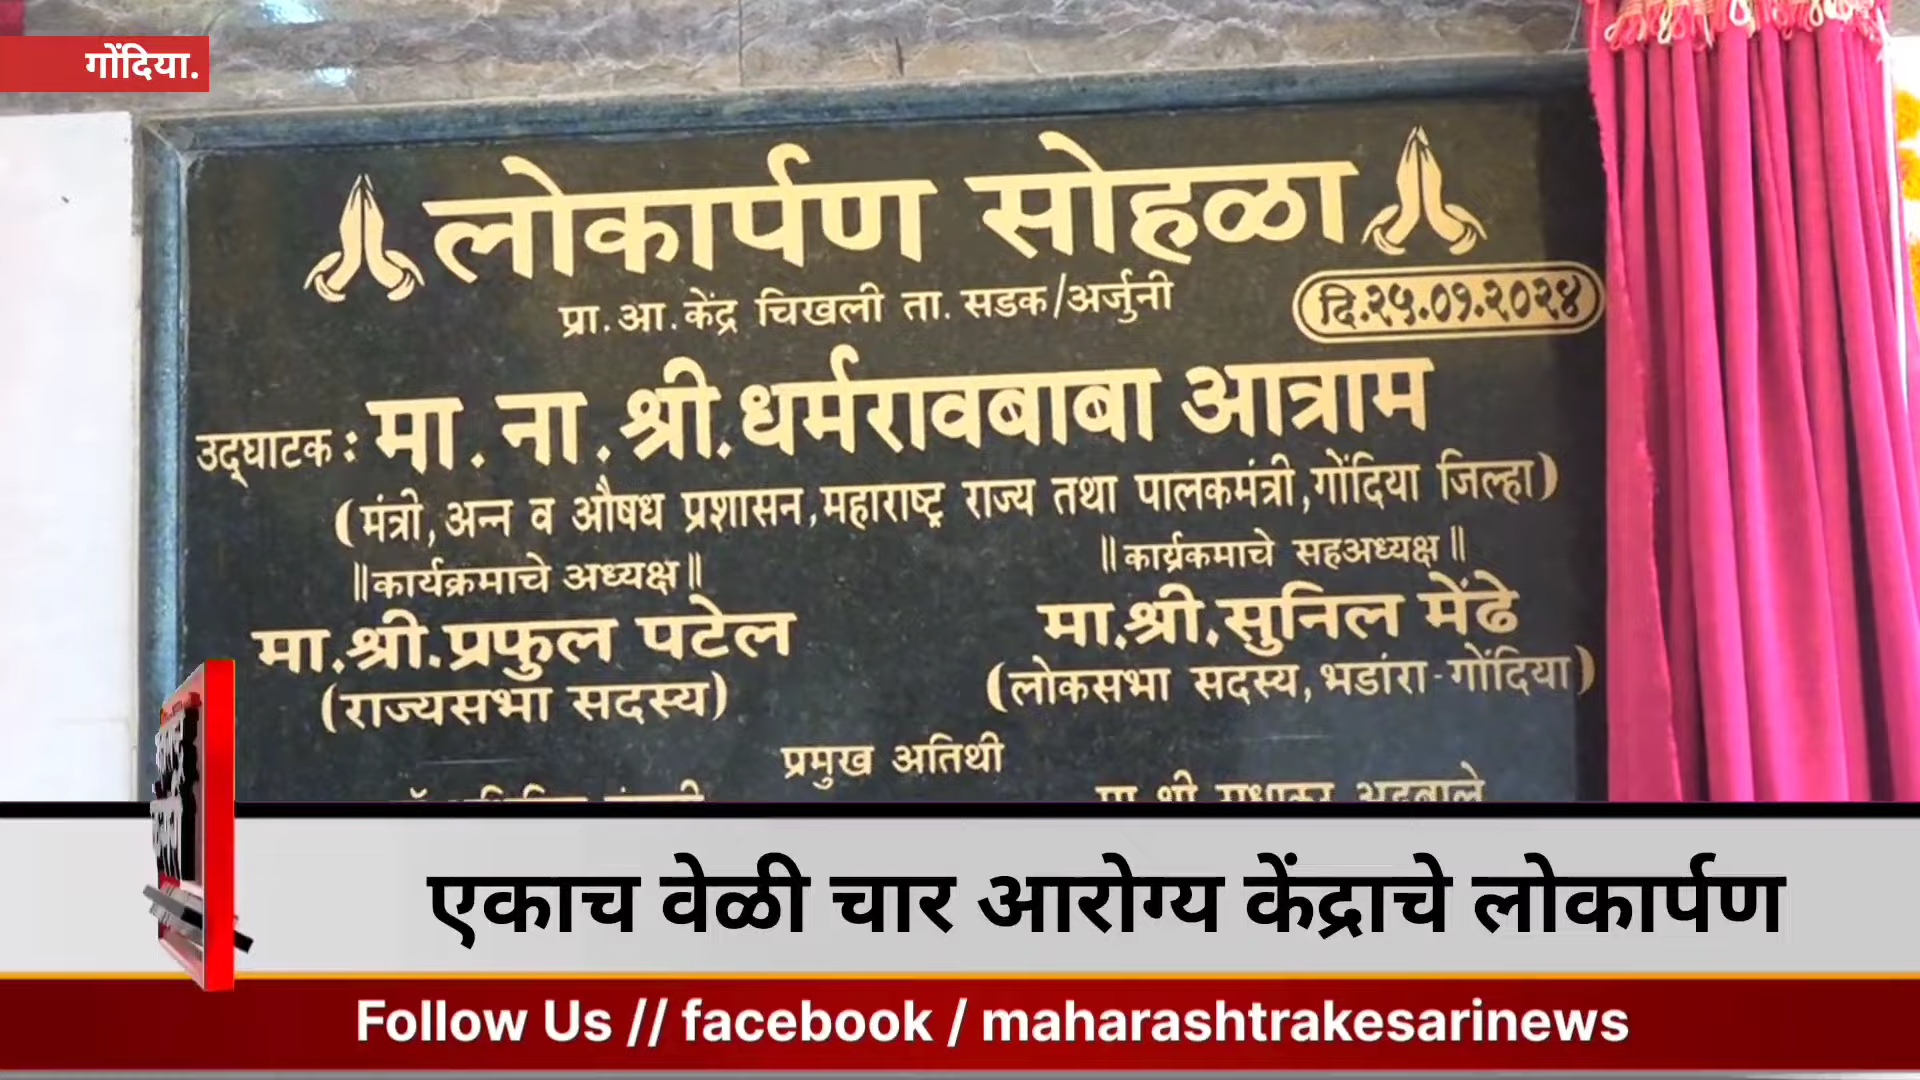 गोंदिया.
लोकार्पण सोहळा
प्रा.आ.केंद्र चिखली ता. सडक/अर्जुनी
दि.२५.०१.२०२४
उद्घाटक : मा. ना. श्री. धर्मरावबाबा आत्राम
(मंत्री, अन्न व औषध प्रशासन, महाराष्ट्र राज्य तथा पालकमंत्री, गोंदिया जिल्हा)
॥कार्यक्रमाचे अध्यक्ष॥
मा.श्री.प्रफुल पटेल
(राज्यसभा सदस्य)
॥कार्यक्रमाचे सहअध्यक्ष॥
मा.श्री.सुनिल मेंढे
(लोकसभा सदस्य, भडांरा-गोंदिया)
प्रमुख अतिथी
एकाच वेळी चार आरोग्य केंद्राचे लोकार्पण
Follow Us // facebook / maharashtrakesarinews